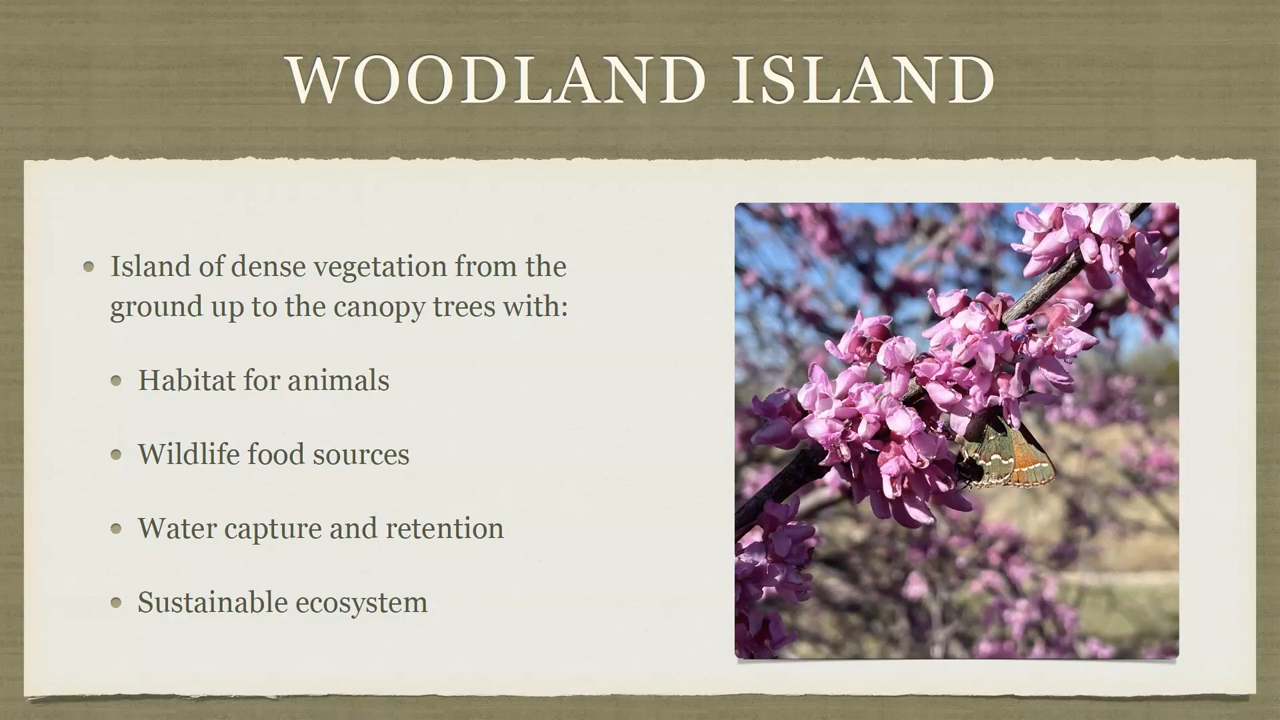 WOODLAND ISLAND
Island of dense vegetation from the
ground up to the canopy trees with:
Habitat for animals
Wildlife food sources
Water capture and retention
Sustainable ecosystem